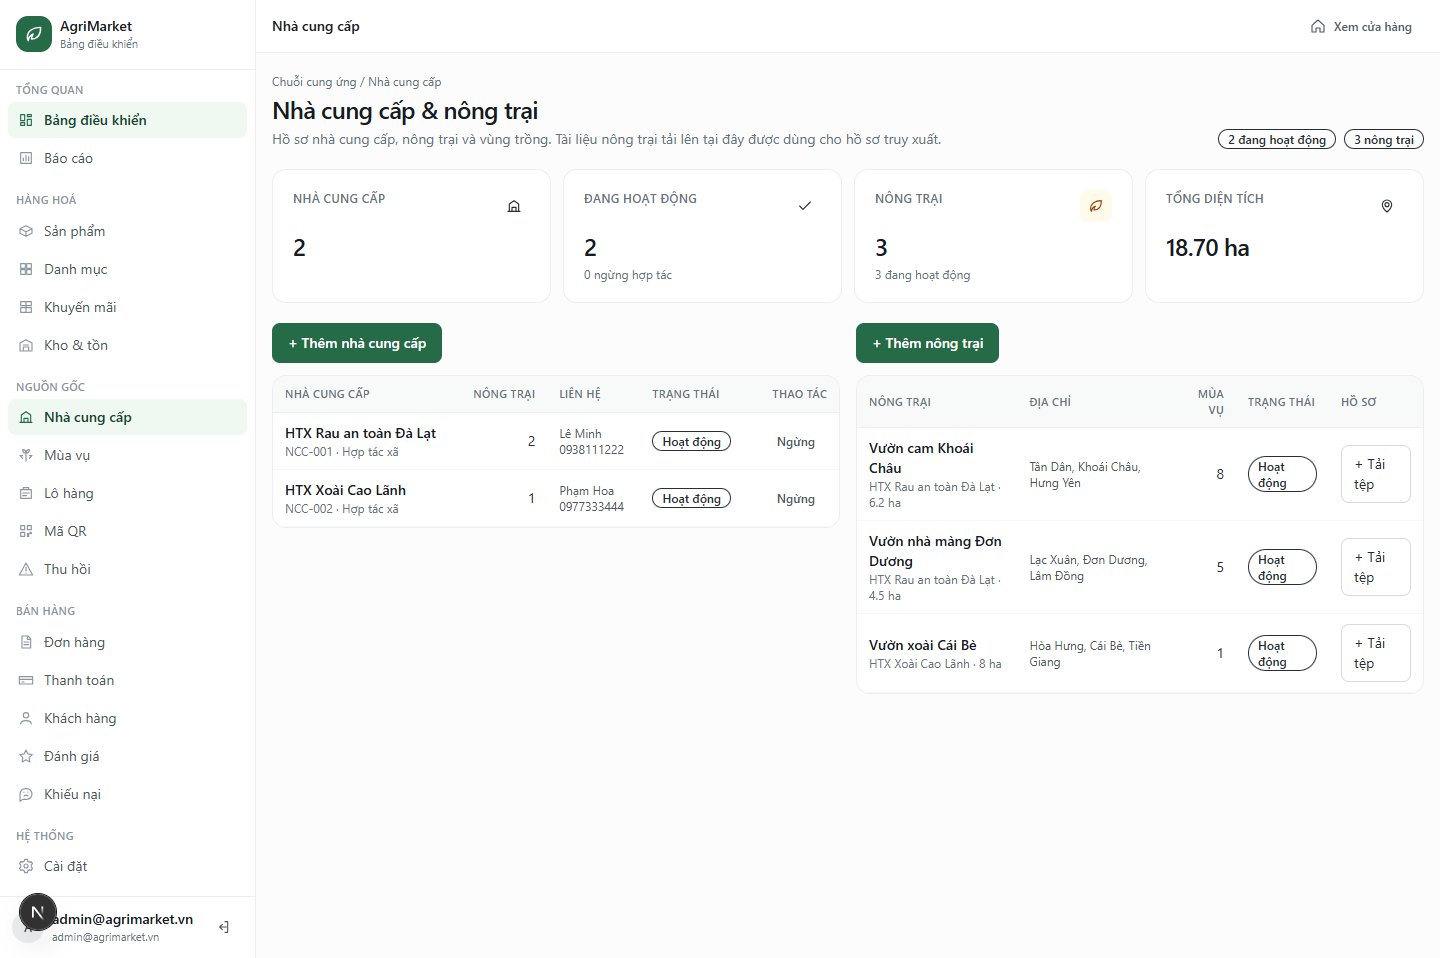 AgriMarket
Bảng điều khiển
TỔNG QUAN
Bảng điều khiển
Báo cáo
HÀNG HOÁ
Sản phẩm
Danh mục
Khuyến mãi
Kho & tồn
NGUỒN GỐC
Nhà cung cấp
Mùa vụ
Lô hàng
Mã QR
Thu hồi
BÁN HÀNG
Đơn hàng
Thanh toán
Khách hàng
Đánh giá
Khiếu nại
HỆ THỐNG
Cài đặt
N
admin@agrimarket.vn
admin@agrimarket.vn
Nhà cung cấp
Xem cửa hàng
Chuỗi cung ứng / Nhà cung cấp
Nhà cung cấp & nông trại
Hồ sơ nhà cung cấp, nông trại và vùng trồng. Tài liệu nông trại tải lên tại đây được dùng cho hồ sơ truy xuất.
2 đang hoạt động
3 nông trại
NHÀ CUNG CẤP
2
ĐANG HOẠT ĐỘNG
2
0 ngừng hợp tác
NÔNG TRẠI
3
3 đang hoạt động
TỔNG DIỆN TÍCH
18.70 ha
+ Thêm nhà cung cấp
NHÀ CUNG CẤP NÔNG TRẠI LIÊN HỆ TRẠNG THÁI THAO TÁC
HTX Rau an toàn Đà Lạt
NCC-001 · Hợp tác xã
2
Lê Minh
0938111222
Hoạt động
Ngừng
HTX Xoài Cao Lãnh
NCC-002 · Hợp tác xã
1
Phạm Hoa
0977333444
Hoạt động
Ngừng
+ Thêm nông trại
NÔNG TRẠI ĐỊA CHỈ MÙA VỤ TRẠNG THÁI HỒ SƠ
Vườn cam Khoái
Châu
HTX Rau an toàn Đà Lạt ·
6.2 ha
Tân Dân, Khoái Châu,
Hưng Yên
8
Hoạt
động
+ Tải
tệp
Vườn nhà màng Đơn
Dương
HTX Rau an toàn Đà Lạt ·
4.5 ha
Lạc Xuân, Đơn Dương,
Lâm Đồng
5
Hoạt
động
+ Tải
tệp
Vườn xoài Cái Bè
HTX Xoài Cao Lãnh · 8 ha
Hòa Hưng, Cái Bè, Tiền
Giang
1
Hoạt
động
+ Tải
tệp